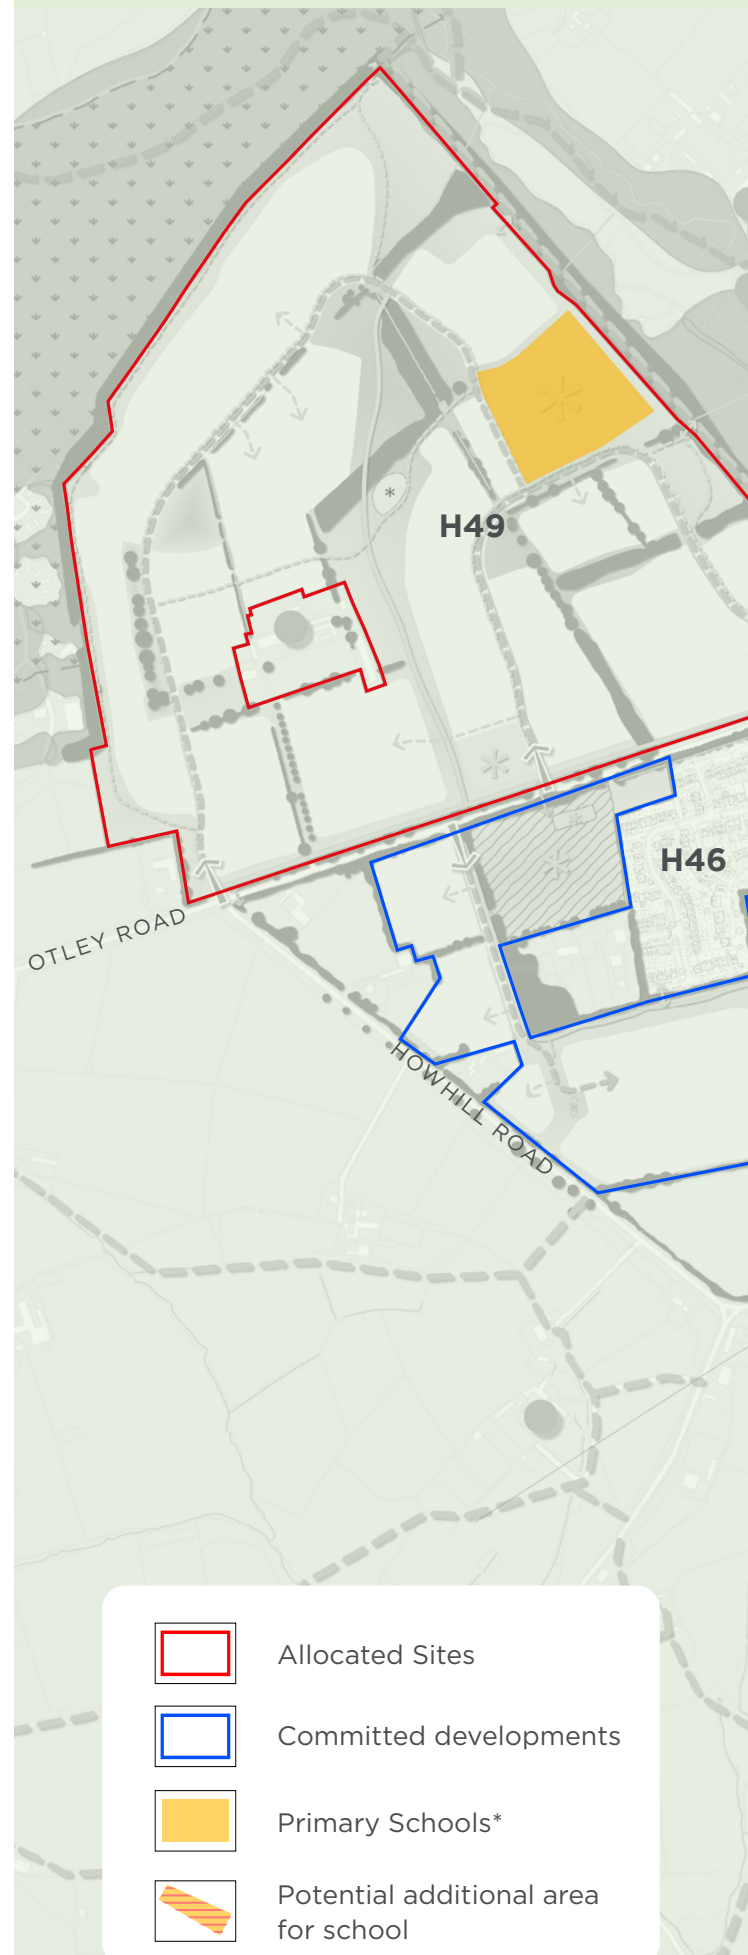 H49
H46
OTLEY ROAD
HOWHILL ROAD
Allocated Sites
Committed developments
Primary Schools*
Potential additional area
for school